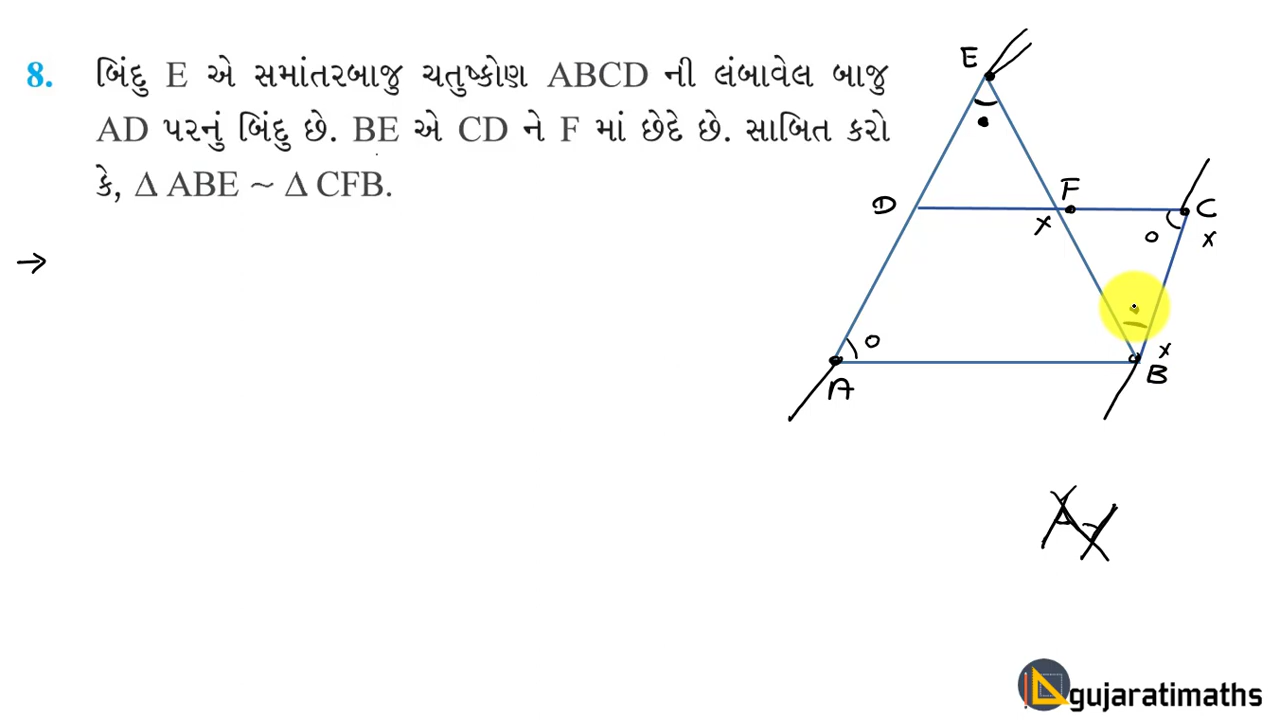 8. બિંદુ E એ સમાંતરબાજુ ચતુષ્કોણ ABCD ની લંબાવેલ બાજુ
AD પરનું બિંદુ છે. BE એ CD ને F માં છેદે છે. સાબિત કરો
કે, Δ ABE ~ Δ CFB.
→
E
D
F
C
x
o
x
o
x
A
B
gujaratimaths